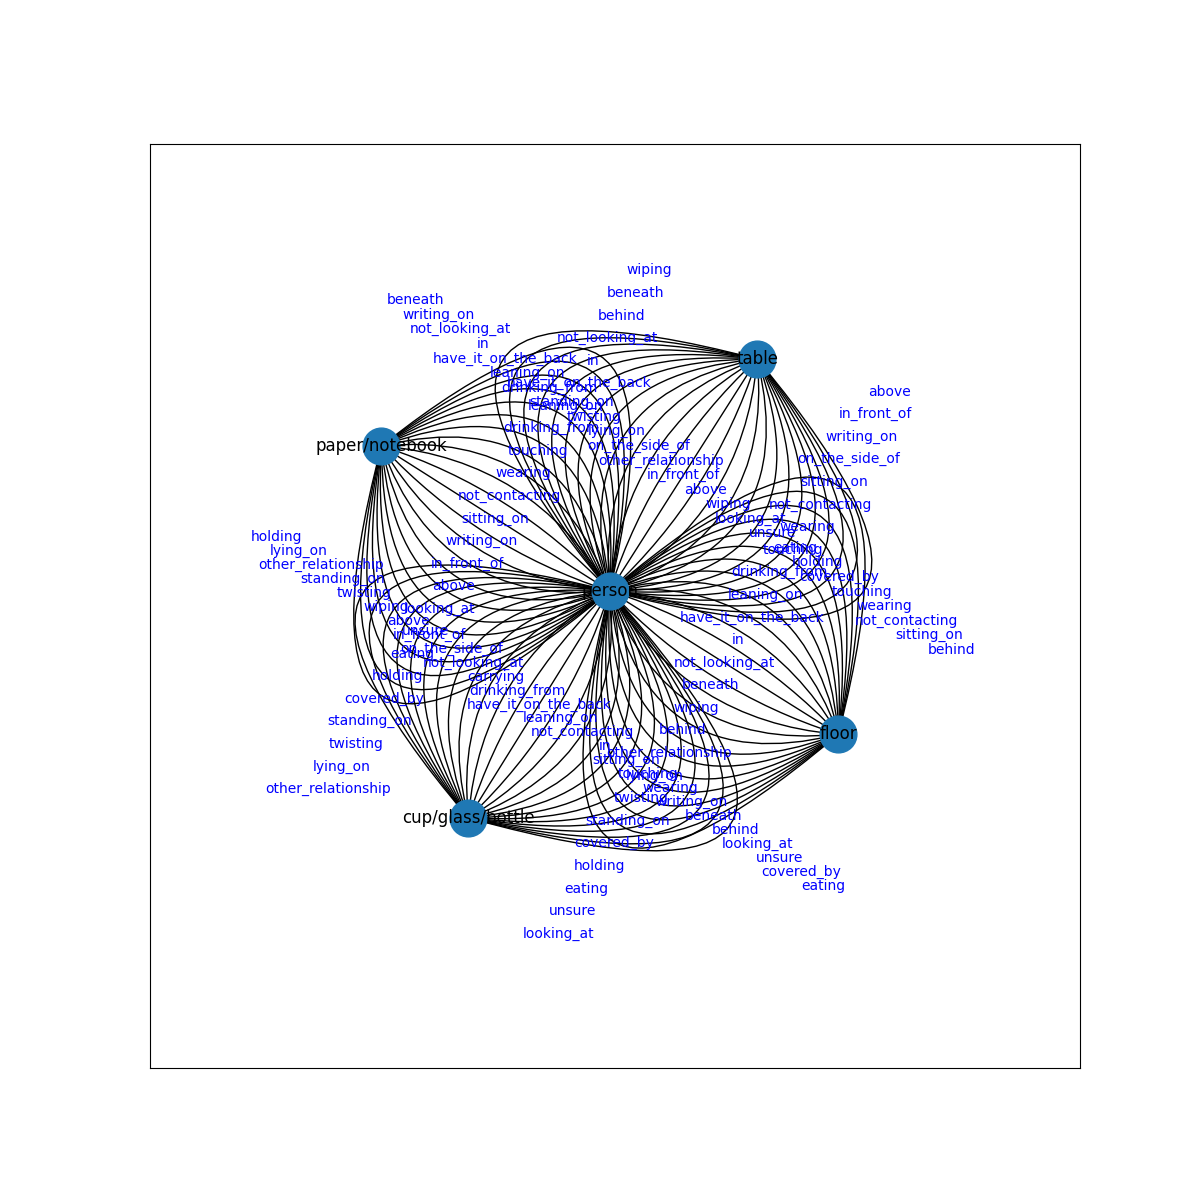 wiping
beneath
beneath
writing_on
behind
not_looking_at
not_looking_at
in
have_it_on_the_back
in
table
leaning_on
have_it_on_the_back
drinking_from
above
standing_on
leaning_on
in_front_of
twisting
drinking_from
lying_on
writing_on
paper/notebook
on_the_side_of
touching
on_the_side_of
other_relationship
wearing
in_front_of
sitting_on
above
not_contacting
wiping
not_contacting
sitting_on
looking_at
wearing
unsure
holding
writing_on
eating
touching
lying_on
in_front_of
holding
other_relationship
drinking_from
covered_by
standing_on
above
person
touching
twisting
leaning_on
wiping
looking_at
wearing
above
have_it_on_the_back
not_contacting
in_front_of
unsure
sitting_on
in
on_the_side_of
behind
eating
not_looking_at
not_looking_at
holding
carrying
beneath
drinking_from
covered_by
have_it_on_the_back
wiping
standing_on
leaning_on
not_contacting
behind
floor
twisting
in
other_relationship
sitting_on
lying_on
touching
lying_on
other_relationship
wearing
twisting
writing_on
cup/glass/bottle
standing_on
beneath
behind
covered_by
looking_at
unsure
holding
covered_by
eating
eating
unsure
looking_at